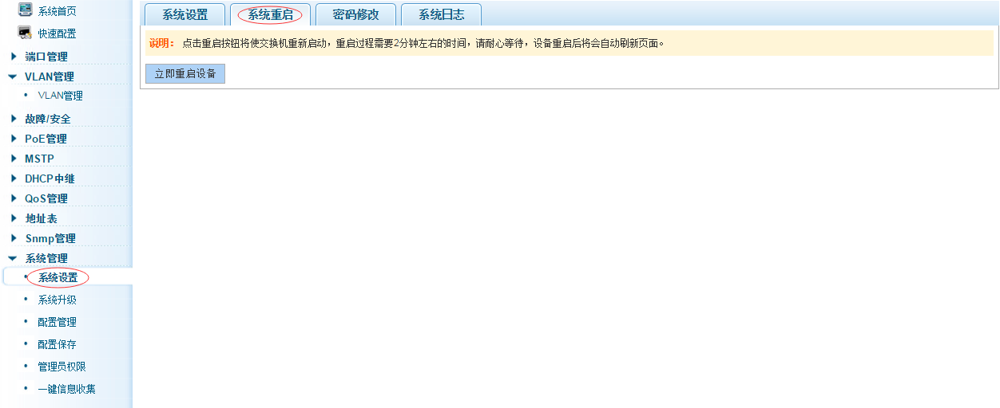 系统首页
快速配置
端口管理
VLAN管理
VLAN管理
故障/安全
PoE管理
MSTP
DHCP中继
QoS管理
地址表
Snmp管理
系统管理
系统设置
系统升级
配置管理
配置保存
管理员权限
一键信息收集
系统设置 系统重启 密码修改 系统日志
说明： 点击重启按钮将使交换机重新启动，重启过程需要2分钟左右的时间，请耐心等待，设备重启后将会自动刷新页面。
立即重启设备